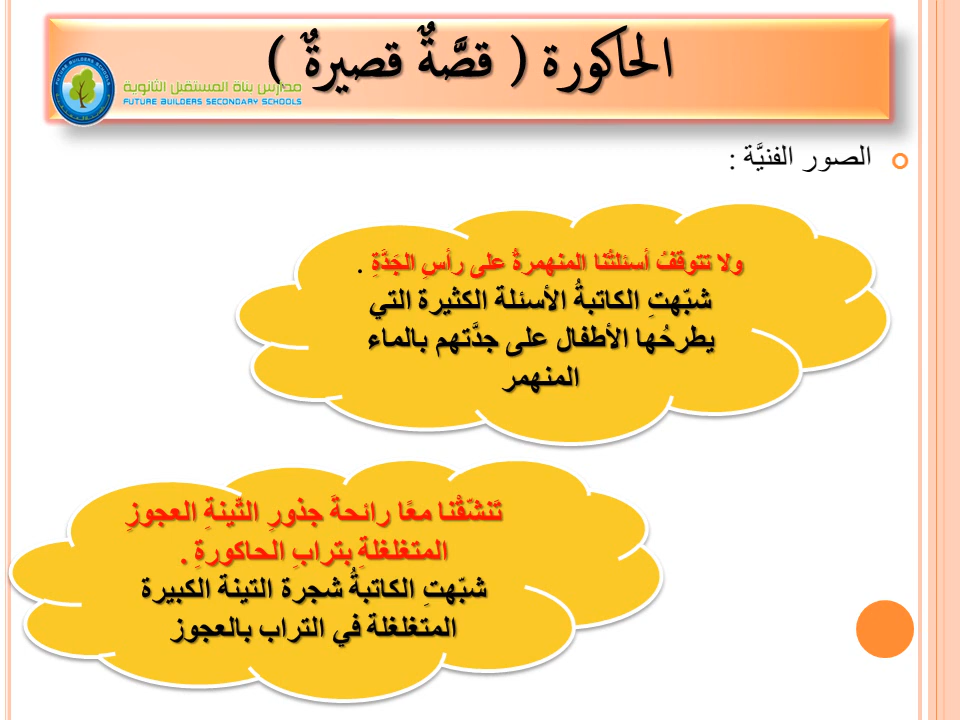 الحاكورة ( قصَّةٌ قصيرةٌ )
مدارس بناة المستقبل الثانوية
FUTURE BUILDERS SECONDARY SCHOOLS
الصور الفنيَّة :
ولا تتوقفُ أسئلتُنا المنهمرةُ على رأسِ الجَدَّةِ .
شبّهتِ الكاتبةُ الأسئلة الكثيرة التي
يطرحُها الأطفال على جدَّتهم بالماء
المنهمر
تَنشّقُنا معًا رائحةَ جذورِ التّينةِ العجوزِ
المتغلغلةِ بترابِ الحاكورةِ .
شبّهتِ الكاتبةُ شجرة التينة الكبيرة
المتغلغلة في التراب بالعجوز